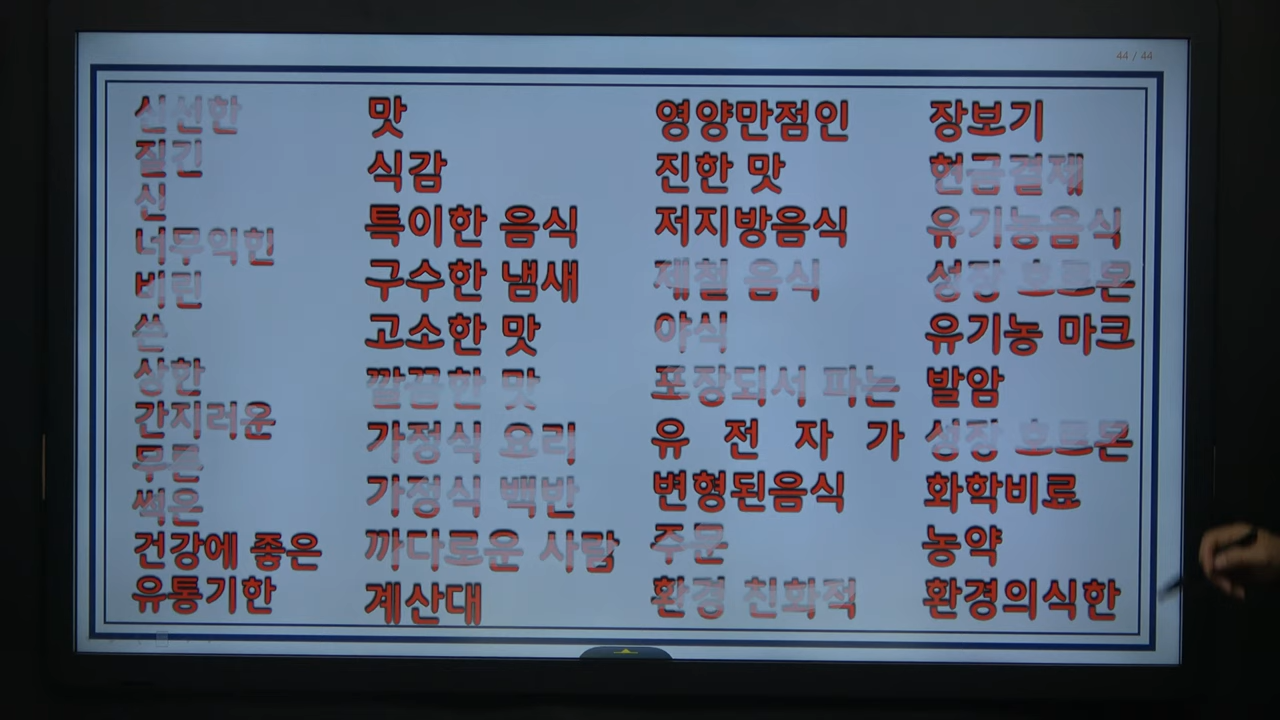 44 / 44
신선한
질긴
신
너무익힌
비린
쓴
상한
간지러운
썩은
건강에 좋은
유통기한
맛
식감
특이한 음식
구수한 냄새
고소한 맛
깔끔한 맛
가정식 요리
가정식 백반
까다로운 사람
계산대
영양만점인
진한 맛
저지방음식
제철 음식
야식
포장되서 파는
유 전 자 가
변형된음식
주문
환경 친화적
장보기
현금결제
유기농음식
성장 호르몬
유기농 마크
발암
성장 호르몬
화학비료
농약
환경의식한